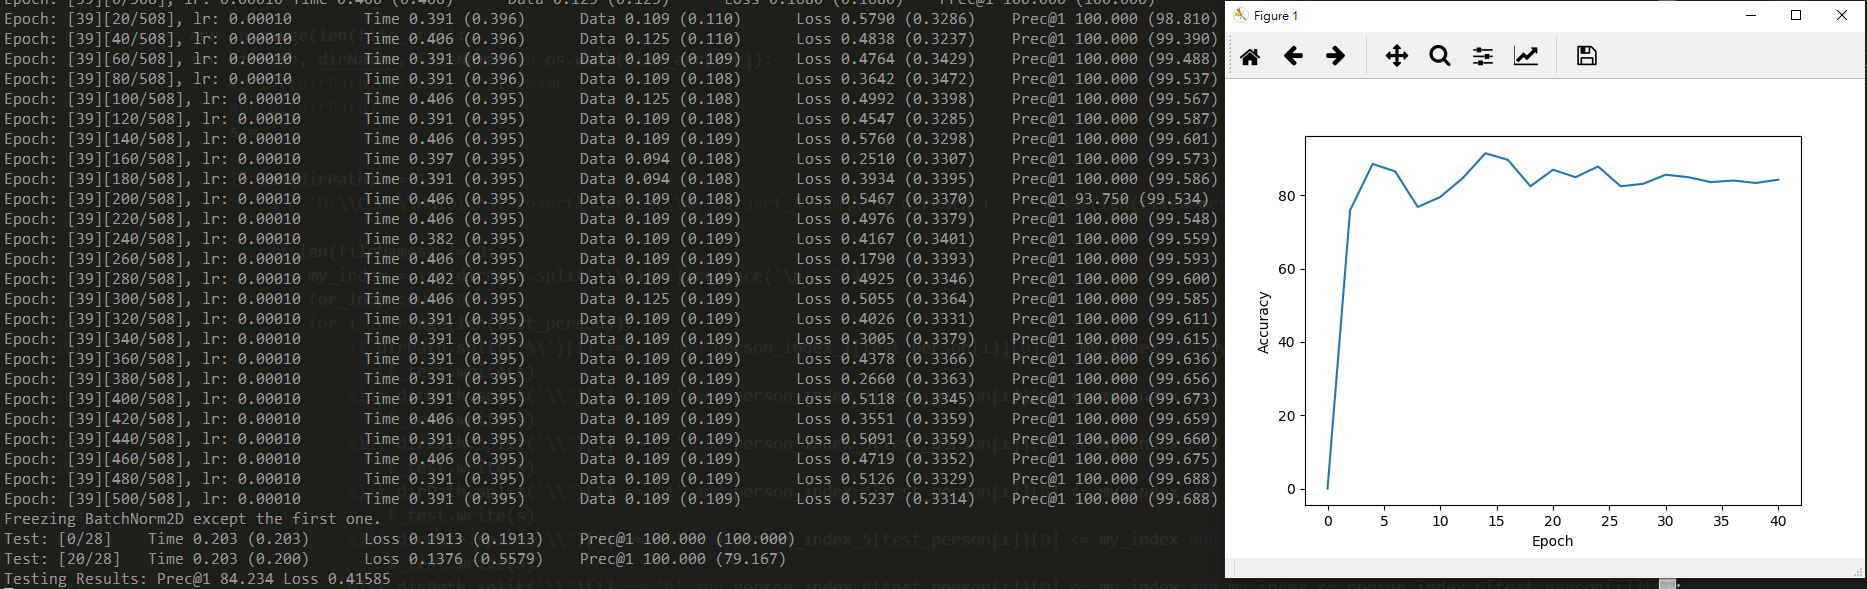 Epoch: [39][20/508], lr: 0.00010 Time 0.391 (0.396) Data 0.109 (0.110) Loss 0.5790 (0.3286) Prec@1 100.000 (98.810)
Epoch: [39][40/508], lr: 0.00010 Time 0.406 (0.396) Data 0.125 (0.110) Loss 0.4838 (0.3237) Prec@1 100.000 (99.390)
Epoch: [39][60/508], lr: 0.00010 Time 0.391 (0.396) Data 0.109 (0.109) Loss 0.4764 (0.3429) Prec@1 100.000 (99.488)
Epoch: [39][80/508], lr: 0.00010 Time 0.391 (0.396) Data 0.109 (0.108) Loss 0.3642 (0.3472) Prec@1 100.000 (99.537)
Epoch: [39][100/508], lr: 0.00010 Time 0.406 (0.395) Data 0.125 (0.108) Loss 0.4992 (0.3398) Prec@1 100.000 (99.567)
Epoch: [39][120/508], lr: 0.00010 Time 0.391 (0.395) Data 0.109 (0.108) Loss 0.4547 (0.3285) Prec@1 100.000 (99.587)
Epoch: [39][140/508], lr: 0.00010 Time 0.406 (0.395) Data 0.109 (0.109) Loss 0.5760 (0.3298) Prec@1 100.000 (99.601)
Epoch: [39][160/508], lr: 0.00010 Time 0.397 (0.395) Data 0.094 (0.108) Loss 0.2510 (0.3307) Prec@1 100.000 (99.573)
Epoch: [39][180/508], lr: 0.00010 Time 0.391 (0.395) Data 0.094 (0.108) Loss 0.3934 (0.3395) Prec@1 100.000 (99.586)
Epoch: [39][200/508], lr: 0.00010 Time 0.406 (0.395) Data 0.109 (0.108) Loss 0.5467 (0.3370) Prec@1 93.750 (99.534)
Epoch: [39][220/508], lr: 0.00010 Time 0.406 (0.395) Data 0.109 (0.109) Loss 0.4976 (0.3379) Prec@1 100.000 (99.548)
Epoch: [39][240/508], lr: 0.00010 Time 0.382 (0.395) Data 0.109 (0.109) Loss 0.4167 (0.3401) Prec@1 100.000 (99.559)
Epoch: [39][260/508], lr: 0.00010 Time 0.406 (0.395) Data 0.109 (0.109) Loss 0.1790 (0.3393) Prec@1 100.000 (99.593)
Epoch: [39][280/508], lr: 0.00010 Time 0.402 (0.395) Data 0.109 (0.109) Loss 0.4925 (0.3346) Prec@1 100.000 (99.600)
Epoch: [39][300/508], lr: 0.00010 Time 0.406 (0.395) Data 0.125 (0.109) Loss 0.5055 (0.3364) Prec@1 100.000 (99.585)
Epoch: [39][320/508], lr: 0.00010 Time 0.391 (0.395) Data 0.109 (0.109) Loss 0.4026 (0.3331) Prec@1 100.000 (99.611)
Epoch: [39][340/508], lr: 0.00010 Time 0.391 (0.395) Data 0.109 (0.109) Loss 0.3005 (0.3379) Prec@1 100.000 (99.615)
Epoch: [39][360/508], lr: 0.00010 Time 0.391 (0.395) Data 0.109 (0.109) Loss 0.4378 (0.3366) Prec@1 100.000 (99.636)
Epoch: [39][380/508], lr: 0.00010 Time 0.391 (0.395) Data 0.109 (0.109) Loss 0.2660 (0.3363) Prec@1 100.000 (99.656)
Epoch: [39][400/508], lr: 0.00010 Time 0.391 (0.395) Data 0.109 (0.109) Loss 0.5118 (0.3345) Prec@1 100.000 (99.673)
Epoch: [39][420/508], lr: 0.00010 Time 0.406 (0.395) Data 0.109 (0.109) Loss 0.3551 (0.3359) Prec@1 100.000 (99.659)
Epoch: [39][440/508], lr: 0.00010 Time 0.391 (0.395) Data 0.109 (0.109) Loss 0.5091 (0.3359) Prec@1 100.000 (99.660)
Epoch: [39][460/508], lr: 0.00010 Time 0.406 (0.395) Data 0.109 (0.109) Loss 0.4719 (0.3352) Prec@1 100.000 (99.675)
Epoch: [39][480/508], lr: 0.00010 Time 0.391 (0.395) Data 0.109 (0.109) Loss 0.5126 (0.3329) Prec@1 100.000 (99.688)
Epoch: [39][500/508], lr: 0.00010 Time 0.391 (0.395) Data 0.109 (0.109) Loss 0.5237 (0.3314) Prec@1 100.000 (99.688)
Freezing BatchNorm2D except the first one.
Test: [0/28] Time 0.203 (0.203) Loss 0.1913 (0.1913) Prec@1 100.000 (100.000)
Test: [20/28] Time 0.203 (0.200) Loss 0.1376 (0.5579) Prec@1 100.000 (79.167)
Testing Results: Prec@1 84.234 Loss 0.41585
Figure 1
80
60
40
20
0
Accuracy
0 5 10 15 20 25 30 35 40
Epoch